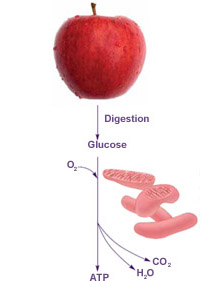 Digestion
Glucose
O₂
CO₂
H₂O
ATP